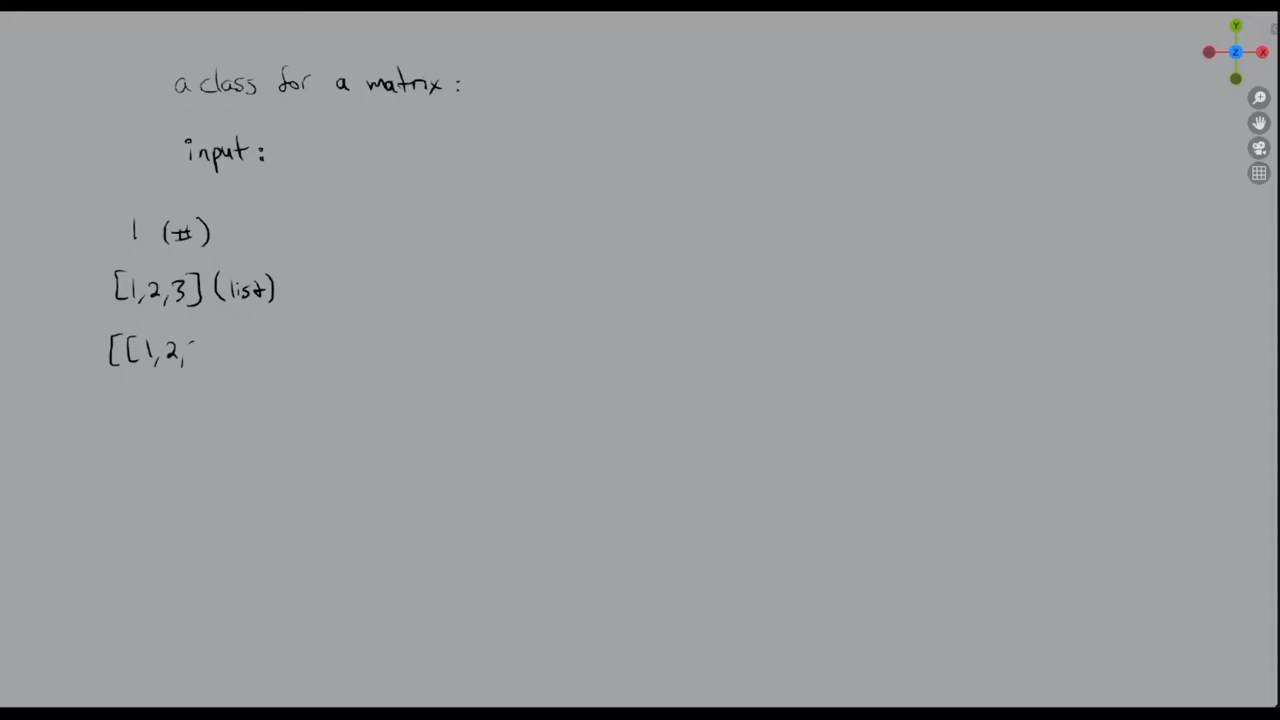 a class for a matrix:
input:
1 (#)
[1,2,3] (list)
[[1,2,
Y
Z
X